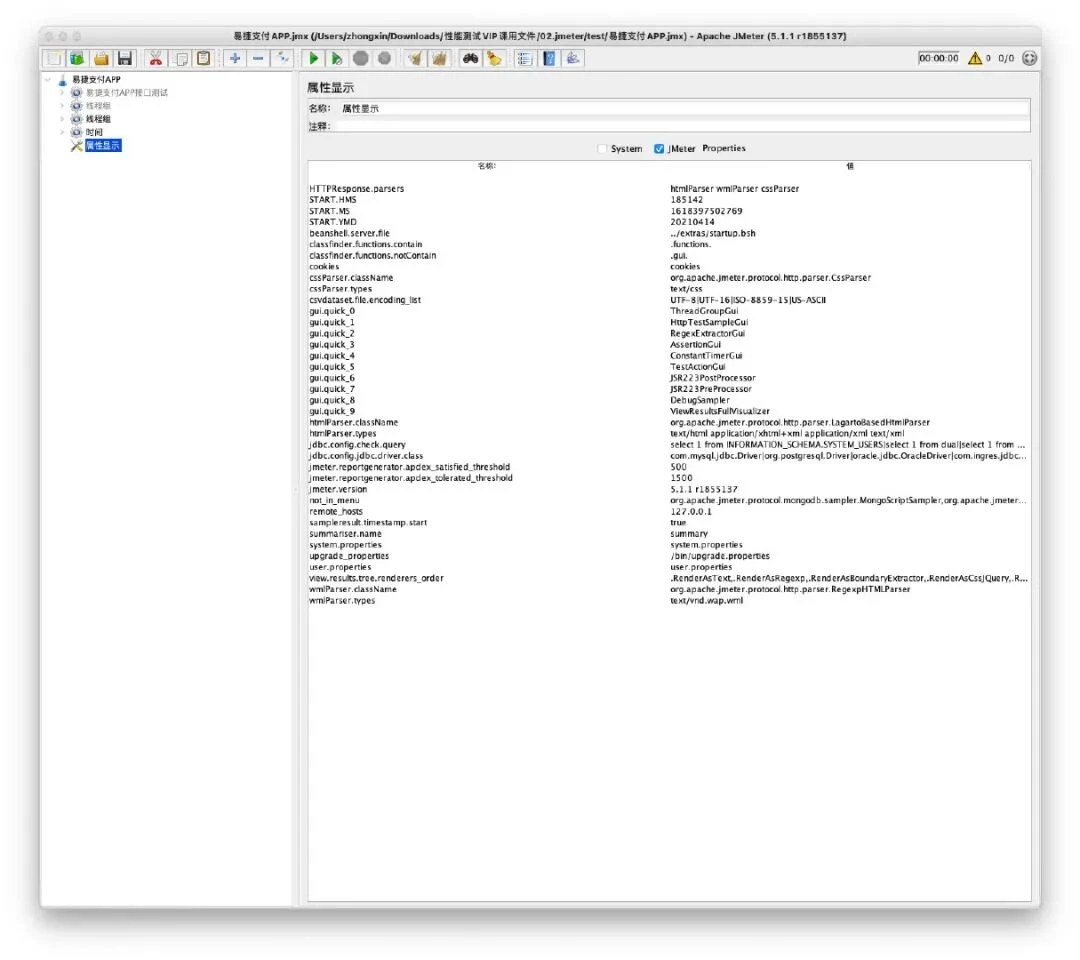 易捷支付APP.jmx (/Users/zhongxin/Downloads/性能测试VIP课用文件/02.jmeter/test/易捷支付APP.jmx) - Apache JMeter (5.1.1 r1855137)
00:00:00 0 0/0
易捷支付APP
易捷支付APP接口测试
线程组
线程组
时间
属性显示
属性显示
名称: 属性显示
注释:
System JMeter Properties
名称: 值
HTTPResponse.parsers htmlParser wmlParser cssParser
START.HMS 185142
START.MS 1618397502769
START.YMD 20210414
beanshell.server.file ../extras/startup.bsh
classfinder.functions.contain .functions.
classfinder.functions.notContain .gui.
cookies cookies
cssParser.className org.apache.jmeter.protocol.http.parser.CssParser
cssParser.types text/css
csvdataset.file.encoding_list UTF-8|UTF-16|ISO-8859-15|US-ASCII
gui.quick_0 ThreadGroupGui
gui.quick_1 HttpTestSampleGui
gui.quick_2 RegexExtractorGui
gui.quick_3 AssertionGui
gui.quick_4 ConstantTimerGui
gui.quick_5 TestActionGui
gui.quick_6 JSR223PostProcessor
gui.quick_7 JSR223PreProcessor
gui.quick_8 DebugSampler
gui.quick_9 ViewResultsFullVisualizer
htmlParser.className org.apache.jmeter.protocol.http.parser.LagartoBasedHtmlParser
htmlParser.types text/html application/xhtml+xml application/xml text/xml
jdbc.config.check.query select 1 from INFORMATION_SCHEMA.SYSTEM_USERS|select 1 from dual|select 1 from ...
jdbc.config.jdbc.driver.class com.mysql.jdbc.Driver|org.postgresql.Driver|oracle.jdbc.OracleDriver|com.ingres.jdbc...
jmeter.reportgenerator.apdex_satisfied_threshold 500
jmeter.reportgenerator.apdex_tolerated_threshold 1500
jmeter.version 5.1.1 r1855137
not_in_menu org.apache.jmeter.protocol.mongodb.sampler.MongoScriptSampler,org.apache.jmeter...
remote_hosts 127.0.0.1
sampleresult.timestamp.start true
summariser.name summary
system.properties system.properties
upgrade_properties /bin/upgrade.properties
user.properties user.properties
view.results.tree.renderers_order .RenderAsText,.RenderAsRegexp,.RenderAsBoundaryExtractor,.RenderAsCssJQuery,.R...
wmlParser.className org.apache.jmeter.protocol.http.parser.RegexpHTMLParser
wmlParser.types text/vnd.wap.wml